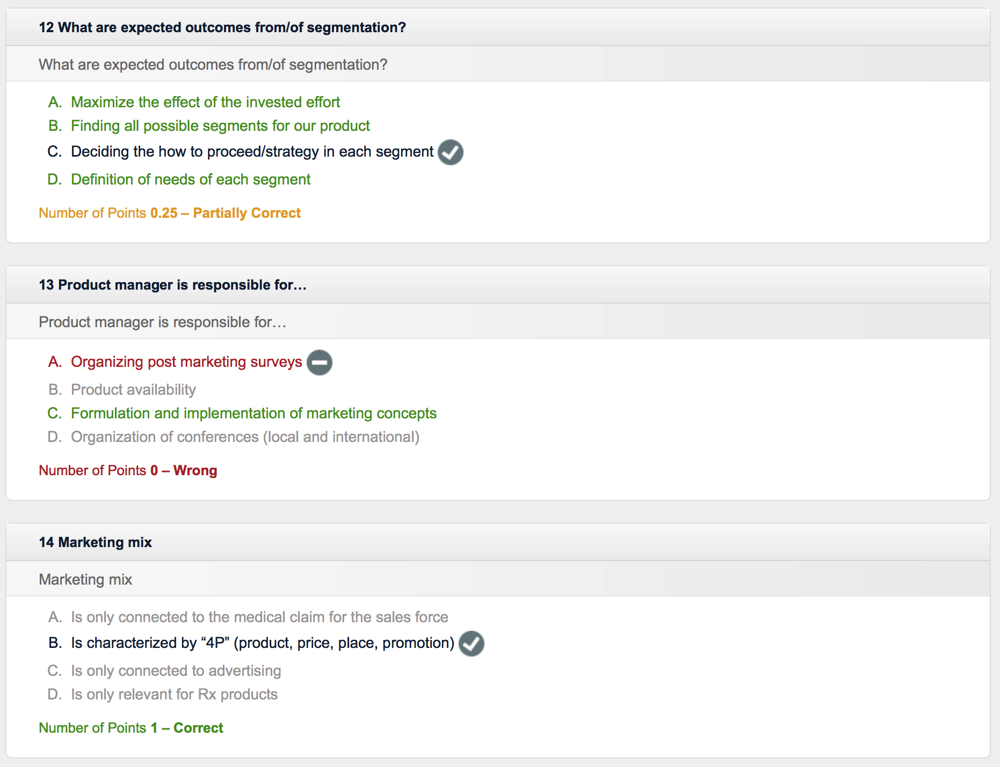 12 What are expected outcomes from/of segmentation?
What are expected outcomes from/of segmentation?
A. Maximize the effect of the invested effort
B. Finding all possible segments for our product
C. Deciding the how to proceed/strategy in each segment
D. Definition of needs of each segment
Number of Points 0.25 – Partially Correct
13 Product manager is responsible for…
Product manager is responsible for…
A. Organizing post marketing surveys
B. Product availability
C. Formulation and implementation of marketing concepts
D. Organization of conferences (local and international)
Number of Points 0 – Wrong
14 Marketing mix
Marketing mix
A. Is only connected to the medical claim for the sales force
B. Is characterized by “4P” (product, price, place, promotion)
C. Is only connected to advertising
D. Is only relevant for Rx products
Number of Points 1 – Correct